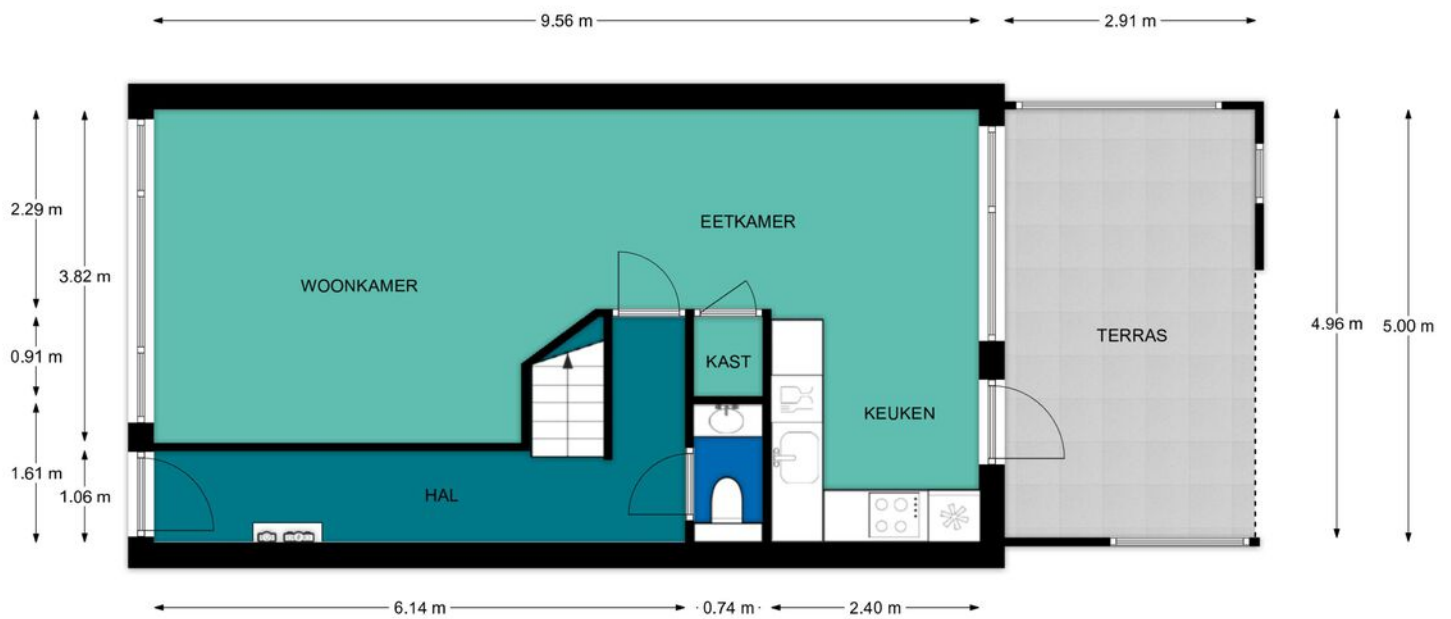 9.56 m
2.91 m
2.29 m
3.82 m
0.91 m
1.61 m
1.06 m
EETKAMER
WOONKAMER
KAST
KEUKEN
HAL
TERRAS
4.96 m
5.00 m
6.14 m
0.74 m
2.40 m